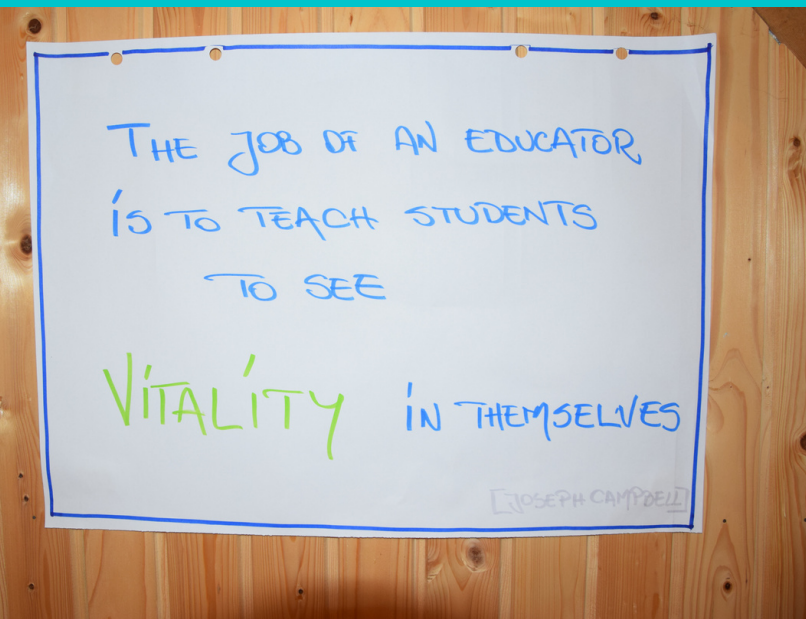 THE JOB OF AN EDUCATOR
iS TO TEACH STUDENTS
TO SEE
ViTALiTY iN THEMSELVES
[JOSEPH CAMPBELL]